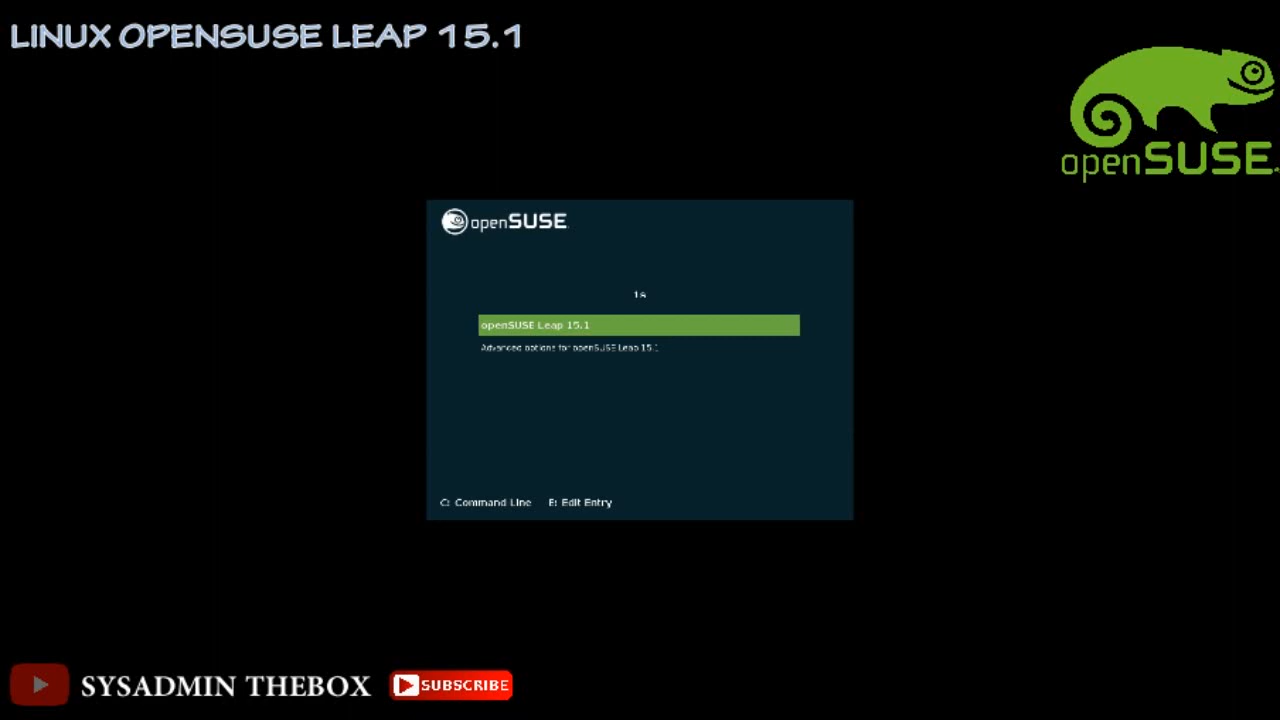 LINUX OPENSUSE LEAP 15.1
openSUSE.
openSUSE.
1s
openSUSE Leap 15.1
Advanced options for openSUSE Leap 15.1
C: Command Line E: Edit Entry
SYSADMIN THEBOX SUBSCRIBE